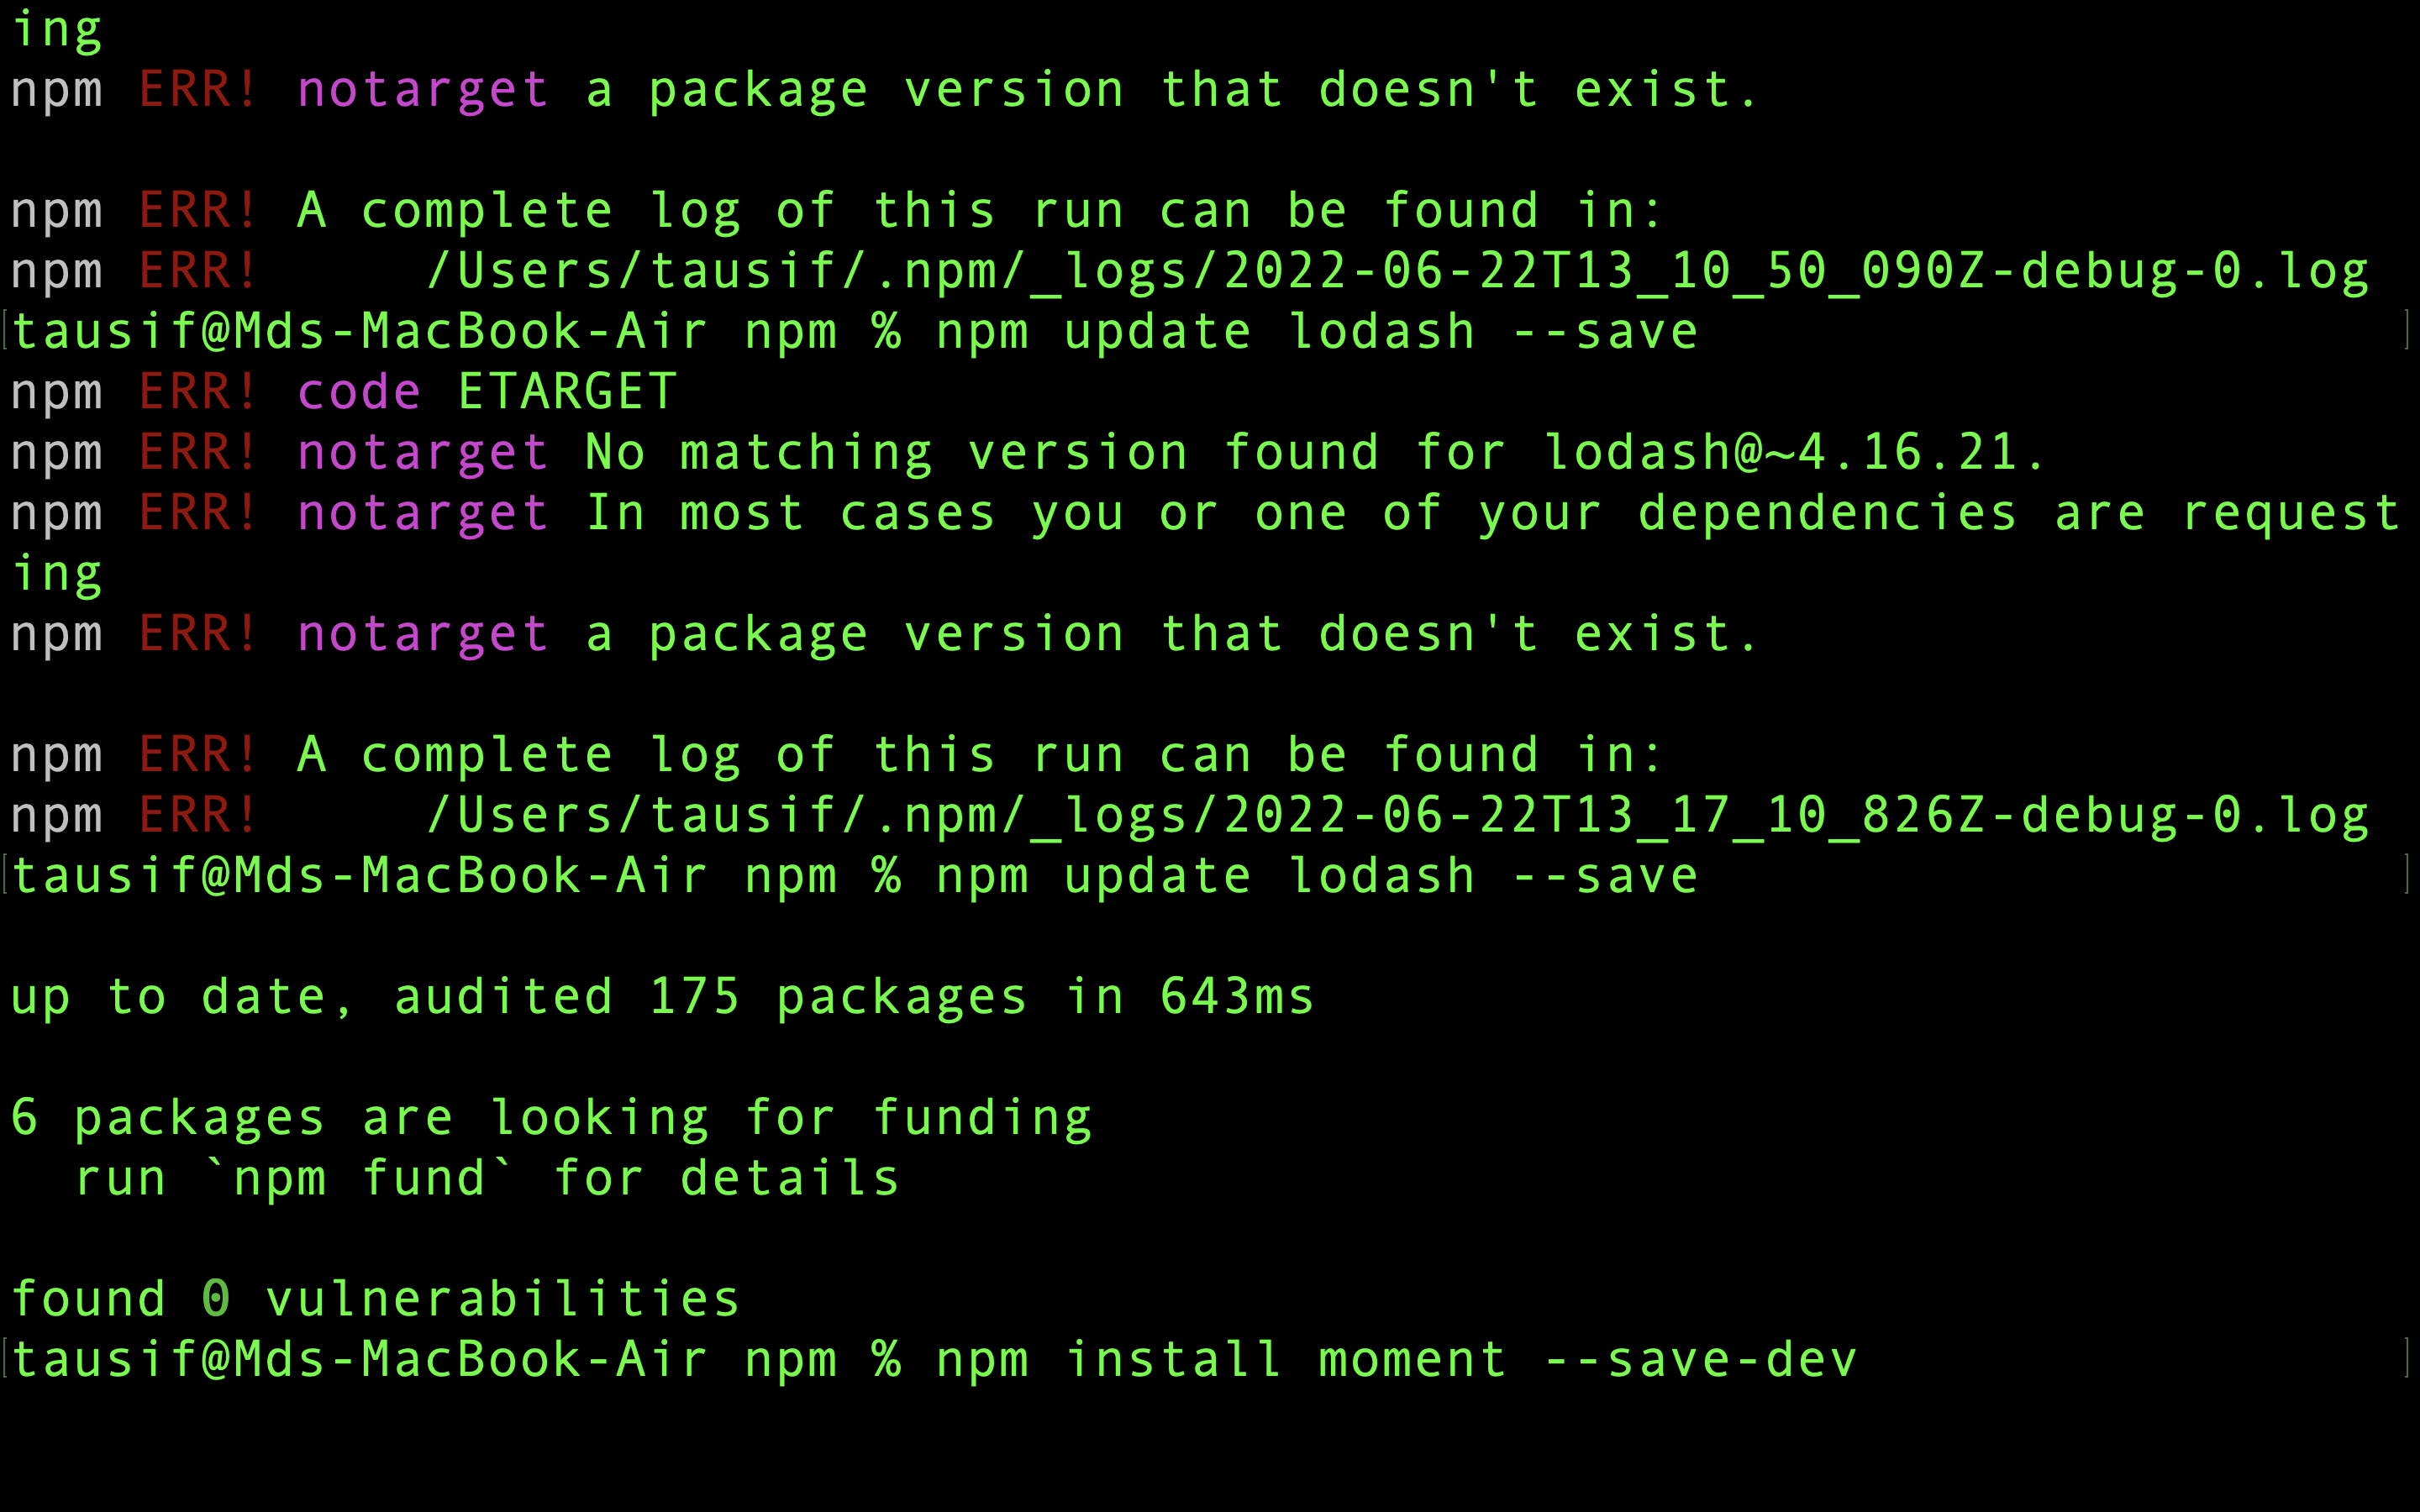 ing
npm ERR! notarget a package version that doesn't exist.
npm ERR! A complete log of this run can be found in:
npm ERR!     /Users/tausif/.npm/_logs/2022-06-22T13_10_50_090Z-debug-0.log
[tausif@Mds-MacBook-Air npm % npm update lodash --save ]
npm ERR! code ETARGET
npm ERR! notarget No matching version found for lodash@~4.16.21.
npm ERR! notarget In most cases you or one of your dependencies are request
ing
npm ERR! notarget a package version that doesn't exist.
npm ERR! A complete log of this run can be found in:
npm ERR!     /Users/tausif/.npm/_logs/2022-06-22T13_17_10_826Z-debug-0.log
[tausif@Mds-MacBook-Air npm % npm update lodash --save ]
up to date, audited 175 packages in 643ms
6 packages are looking for funding
  run `npm fund` for details
found 0 vulnerabilities
[tausif@Mds-MacBook-Air npm % npm install moment --save-dev ]